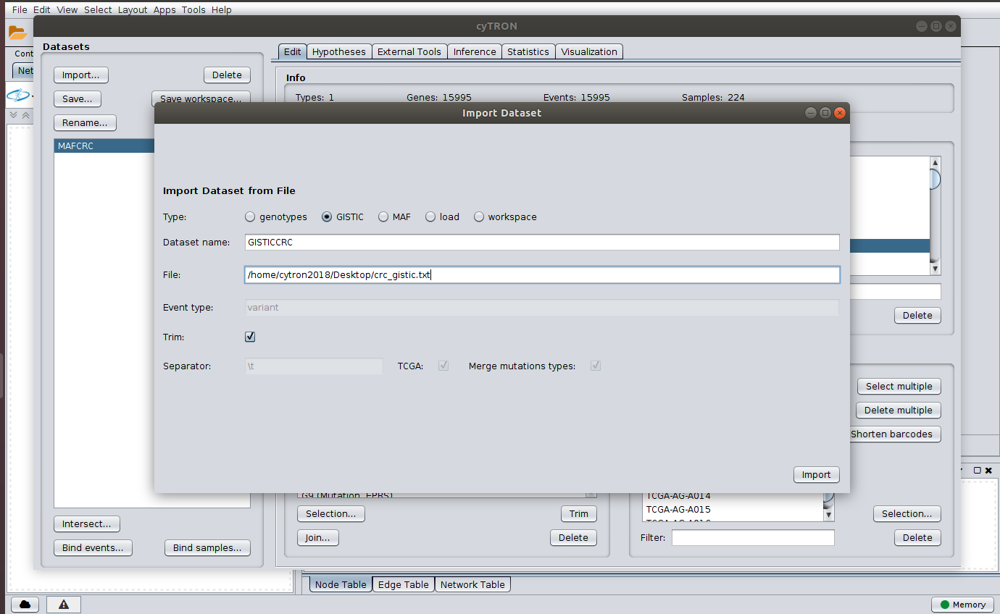 File Edit View Select Layout Apps Tools Help
cyTRON
Cont
Net
Datasets
Import...
Delete
Save...
Save workspace...
Rename...
MAFCRC
Intersect...
Bind events...
Bind samples...
Edit Hypotheses External Tools Inference Statistics Visualization
Info
Types: 1 Genes: 15995 Events: 15995 Samples: 224
Import Dataset
Import Dataset from File
Type: genotypes GISTIC MAF load workspace
Dataset name: GISTICCRC
File: /home/cytron2018/Desktop/crc_gistic.txt
Event type: variant
Trim:
Separator: \t TCGA: Merge mutations types:
Import
Delete
Select multiple
Delete multiple
Shorten barcodes
G9 (Mutation, EPRS)
Selection...
Trim
Join...
Delete
TCGA-AG-A014
TCGA-AG-A015
TCGA-AG-A016
Selection...
Filter:
Delete
Node Table Edge Table Network Table
Memory